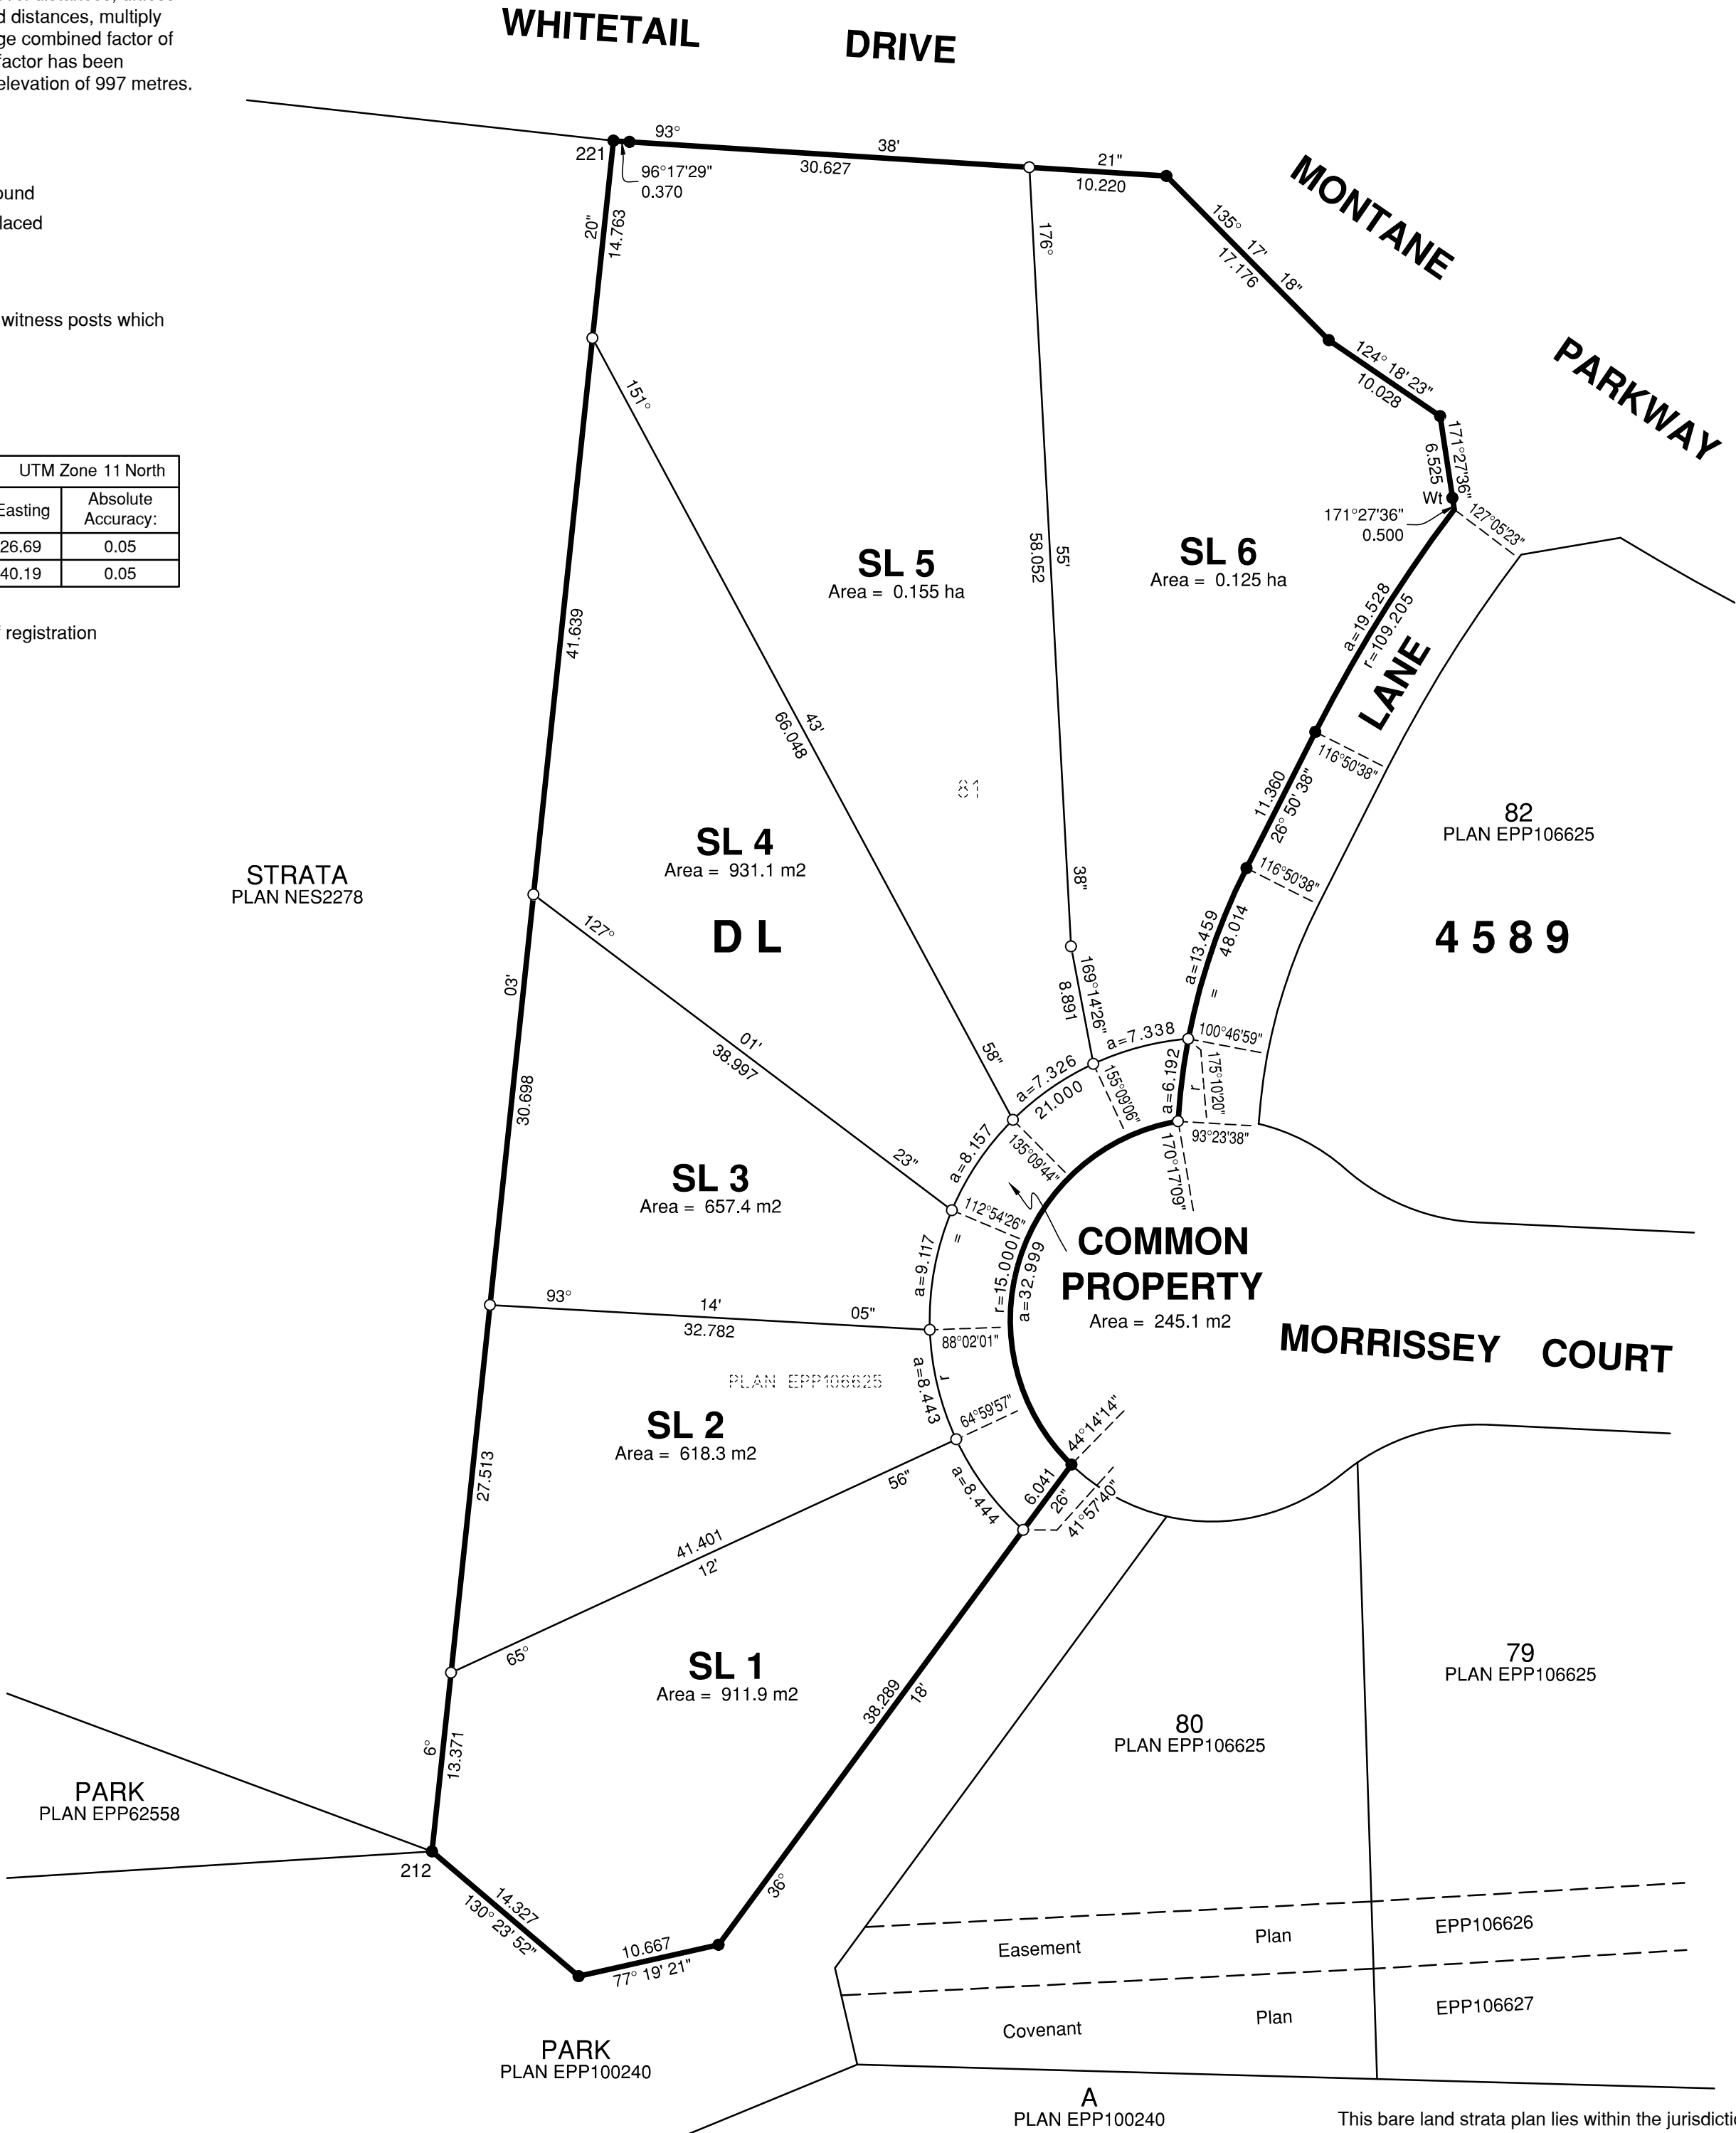 d distances, multiply
ge combined factor of
factor has been
elevation of 997 metres.
ound
laced
witness posts which
UTM Zone 11 North
Easting
Absolute
Accuracy:
26.69
0.05
40.19
0.05
registration
WHITETAIL DRIVE
MONTANE PARKWAY
221
93° 38' 21"
30.627
10.220
96°17'29"
0.370
20"
14.763
135° 17' 18"
17.176
124° 18' 23"
10.028
171°27'36"
6.525
Wt
171°27'36"
0.500
127°05'23"
176° 55' 38"
58.052
151° 43' 58"
66.048
SL 5
Area = 0.155 ha
SL 6
Area = 0.125 ha
a=19.528
r=109.205
LANE
41.639
116°50'38"
11.360
26° 50' 38"
116°50'38"
81
82
PLAN EPP106625
SL 4
Area = 931.1 m2
STRATA
PLAN NES2278
D L
4589
127° 01' 23"
38.997
a=13.459
r = 48.014
169°14'26"
8.891
a=7.338
100°46'59"
a=7.326
r = 21.000
155°09'06"
a=6.192
175°10'20"
93°23'38"
170°17'09"
03'
30.698
a=8.157
135°09'44"
SL 3
Area = 657.4 m2
112°54'26"
a=9.117
r=15.000
a=32.999
COMMON
PROPERTY
Area = 245.1 m2
93° 14' 05"
32.782
88°02'01"
MORRISSEY COURT
PLAN EPP106625
a=8.443
SL 2
Area = 618.3 m2
64°59'57"
44°14'14"
27.513
a=8.444
6.041
26"
41°57'40"
65° 12' 56"
41.401
SL 1
Area = 911.9 m2
38.289
18'
36°
79
PLAN EPP106625
80
PLAN EPP106625
6°
13.371
PARK
PLAN EPP62558
212
14.327
130° 23' 52"
10.667
77° 19' 21"
Easement Plan EPP106626
Covenant Plan EPP106627
PARK
PLAN EPP100240
A
PLAN EPP100240
This bare land strata plan lies within the